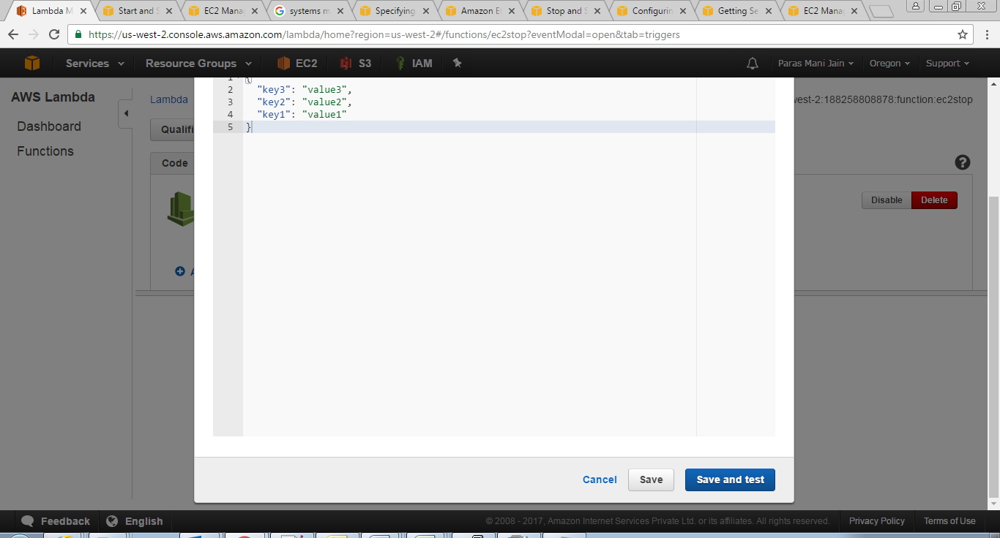 Lambda M
Start and S
EC2 Mana
systems m
Specifying
Amazon E
Stop and S
Configurin
Getting Se
EC2 Mana
https://us-west-2.console.aws.amazon.com/lambda/home?region=us-west-2#/functions/ec2stop?eventModal=open&tab=triggers
Services
Resource Groups
EC2
S3
IAM
Paras Mani Jain
Oregon
Support
AWS Lambda
Dashboard
Functions
Lambda
west-2:188258808878:function:ec2stop
Qualifi
Code
1 {
2 "key3": "value3",
3 "key2": "value2",
4 "key1": "value1"
5 }
?
Disable
Delete
A
Cancel
Save
Save and test
Feedback
English
© 2008 - 2017, Amazon Internet Services Private Ltd. or its affiliates. All rights reserved.
Privacy Policy
Terms of Use